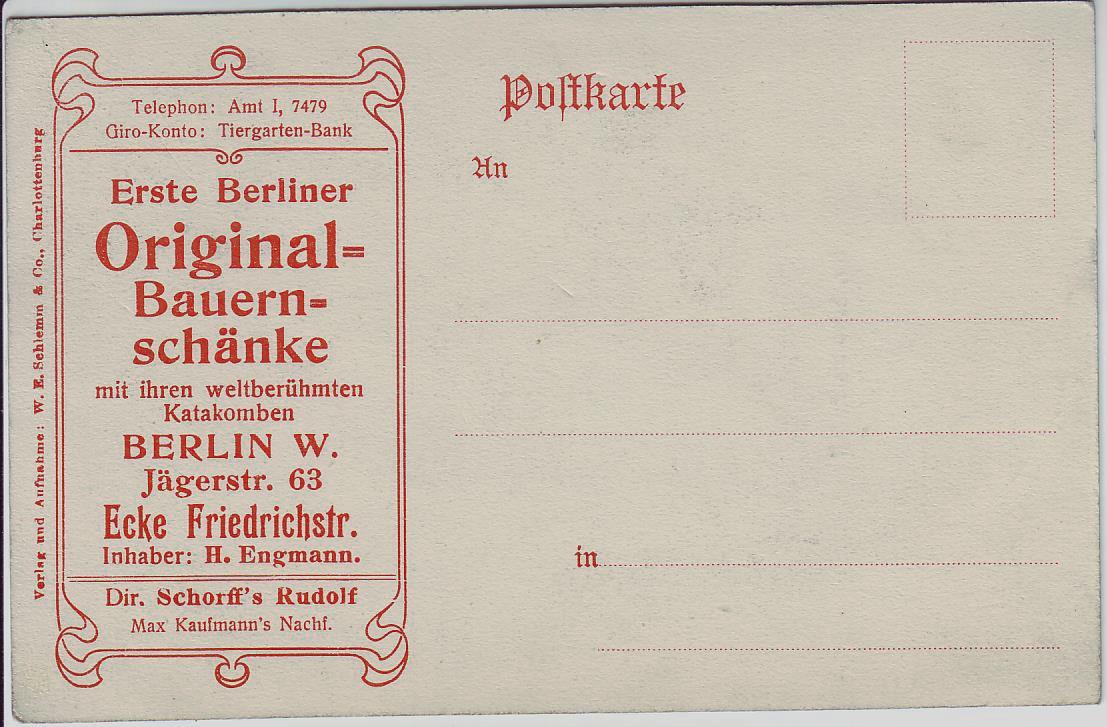 Telephon: Amt I, 7479
Giro-Konto: Tiergarten-Bank
Erste Berliner
Original=
Bauern=
schänke
mit ihren weltberühmten
Katakomben
BERLIN W.
Jägerstr. 63
Ecke Friedrichstr.
Inhaber: H. Engmann.
Dir. Schorff's Rudolf
Max Kaufmann's Nachf.
Verlag und Aufnahme: W. E. Schlemm & Co., Charlottenburg
Poſtkarte
An
in